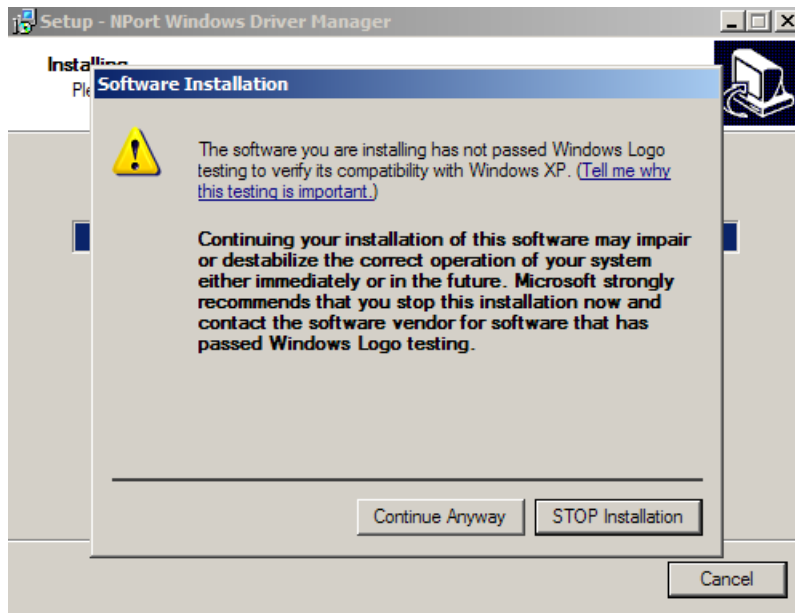 Setup - NPort Windows Driver Manager
Installing
Ple
Software Installation
The software you are installing has not passed Windows Logo
testing to verify its compatibility with Windows XP. (Tell me why
this testing is important.)
Continuing your installation of this software may impair
or destabilize the correct operation of your system
either immediately or in the future. Microsoft strongly
recommends that you stop this installation now and
contact the software vendor for software that has
passed Windows Logo testing.
Continue Anyway STOP Installation
Cancel